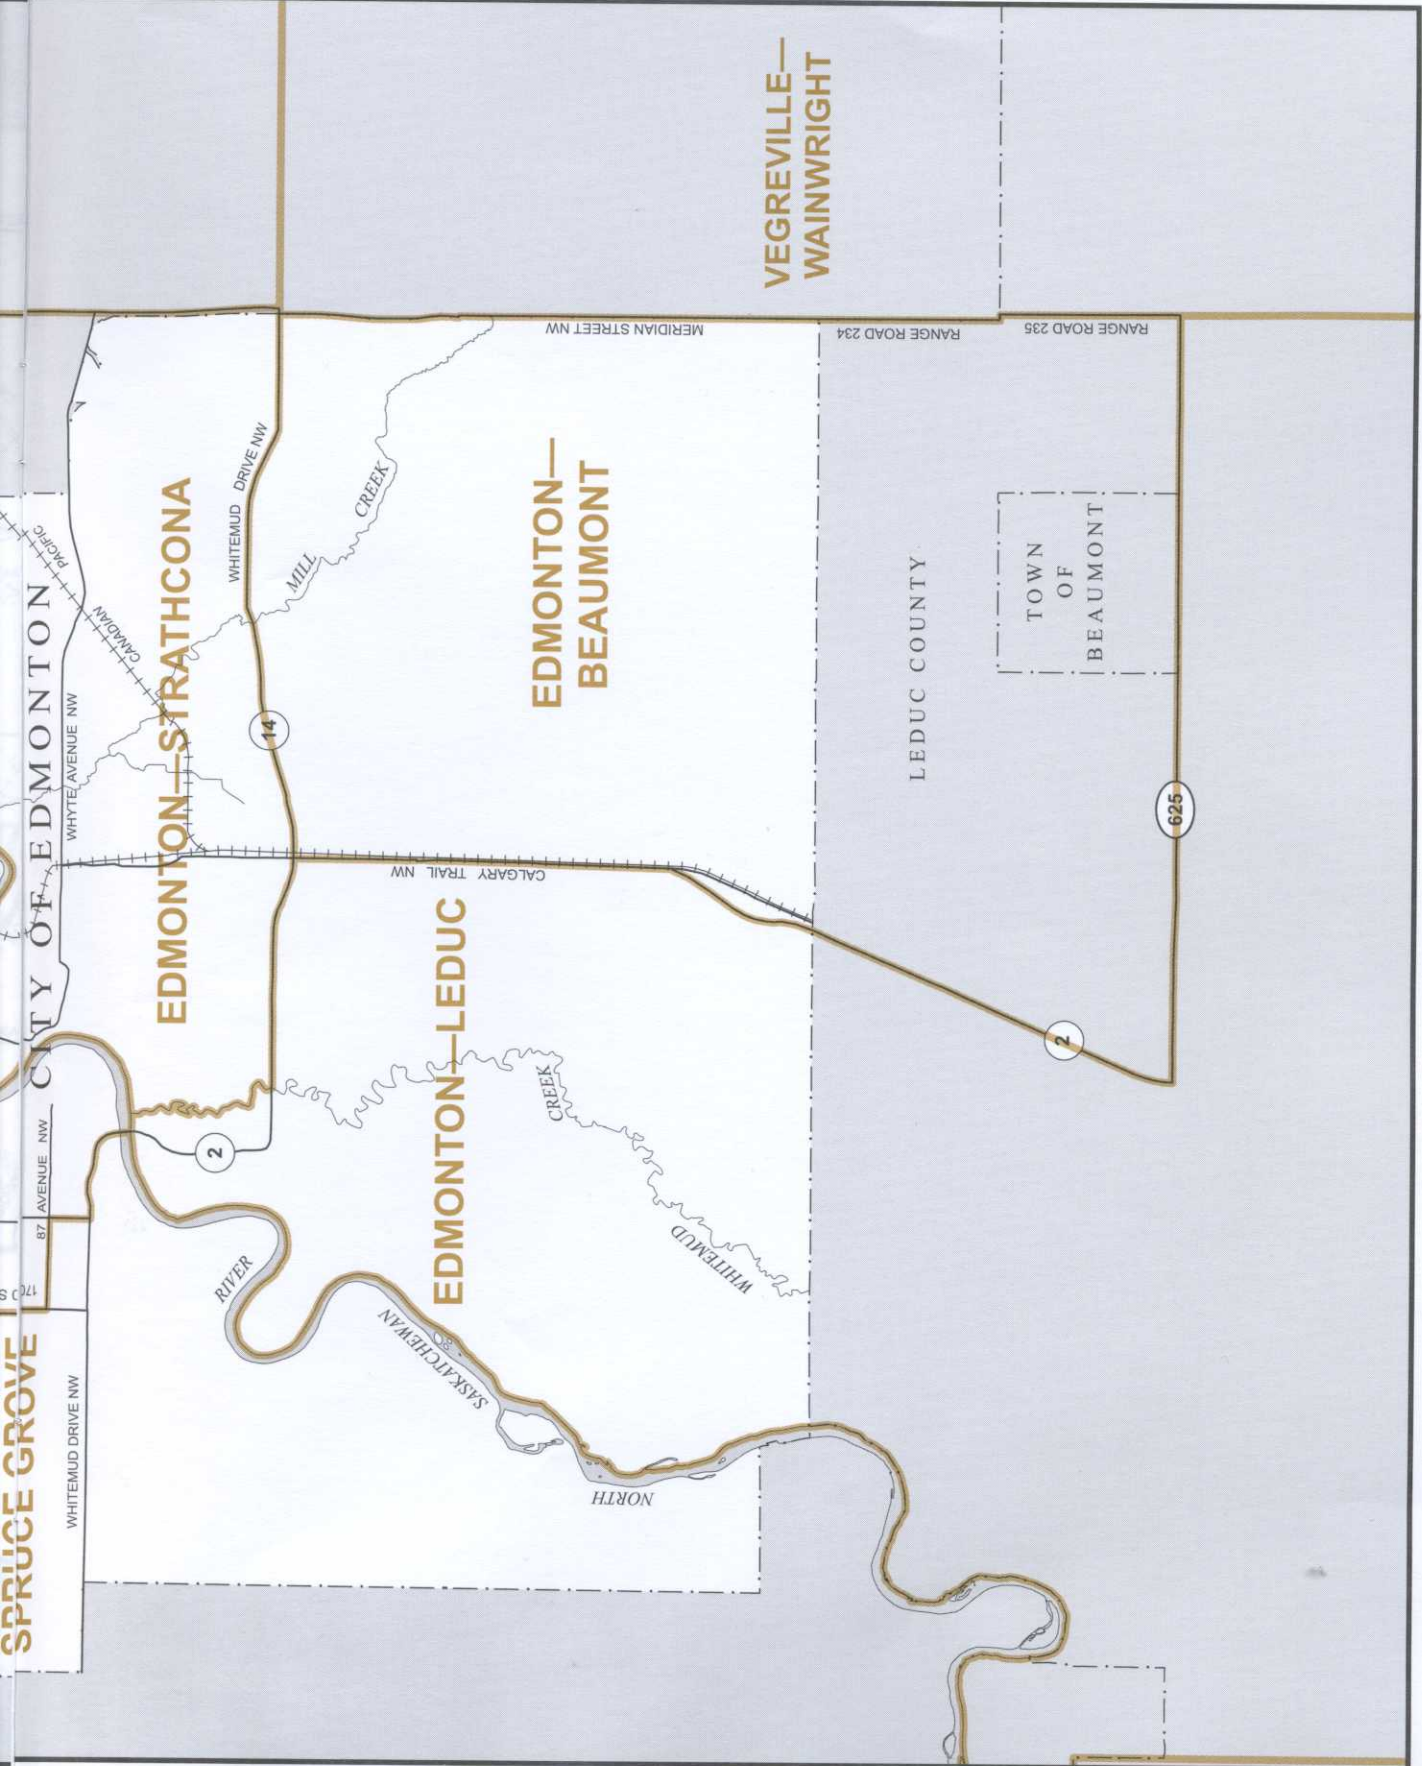 SPRUCE GROVE
CITY OF EDMONTON
87 AVENUE NW
WHITEMUD DRIVE NW
WHYTE AVENUE NW
CANADIAN
PACIFIC
EDMONTON—STRATHCONA
2
14
WHITEMUD DRIVE NW
RIVER
MILL
CREEK
CALGARY TRAIL NW
EDMONTON—LEDUC
SASKATCHEWAN
NORTH
CREEK
WHITEMUD
EDMONTON—
BEAUMONT
MERIDIAN STREET NW
VEGREVILLE—
WAINWRIGHT
RANGE ROAD 234
LEDUC COUNTY
RANGE ROAD 235
TOWN
OF
BEAUMONT
2
625